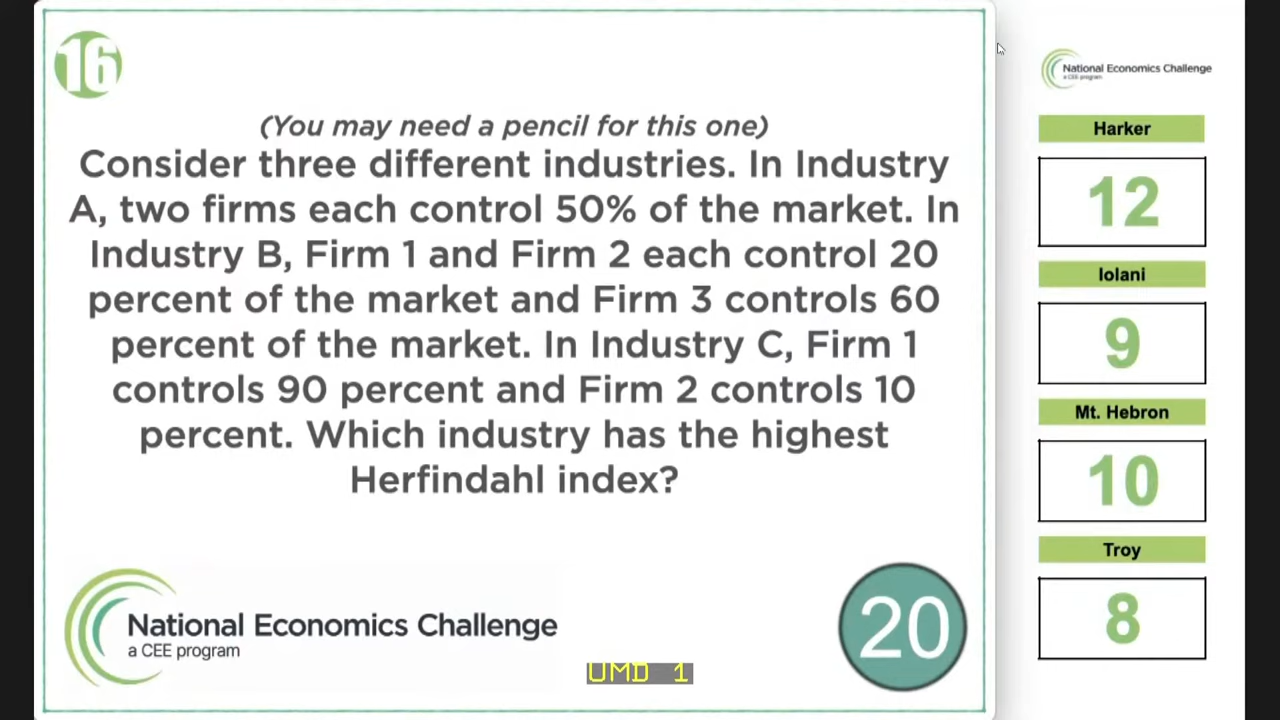 16
(You may need a pencil for this one)
Consider three different industries. In Industry
A, two firms each control 50% of the market. In
Industry B, Firm 1 and Firm 2 each control 20
percent of the market and Firm 3 controls 60
percent of the market. In Industry C, Firm 1
controls 90 percent and Firm 2 controls 10
percent. Which industry has the highest
Herfindahl index?
National Economics Challenge
a CEE program
20
UMD 1
National Economics Challenge
a CEE program
Harker
12
Iolani
9
Mt. Hebron
10
Troy
8